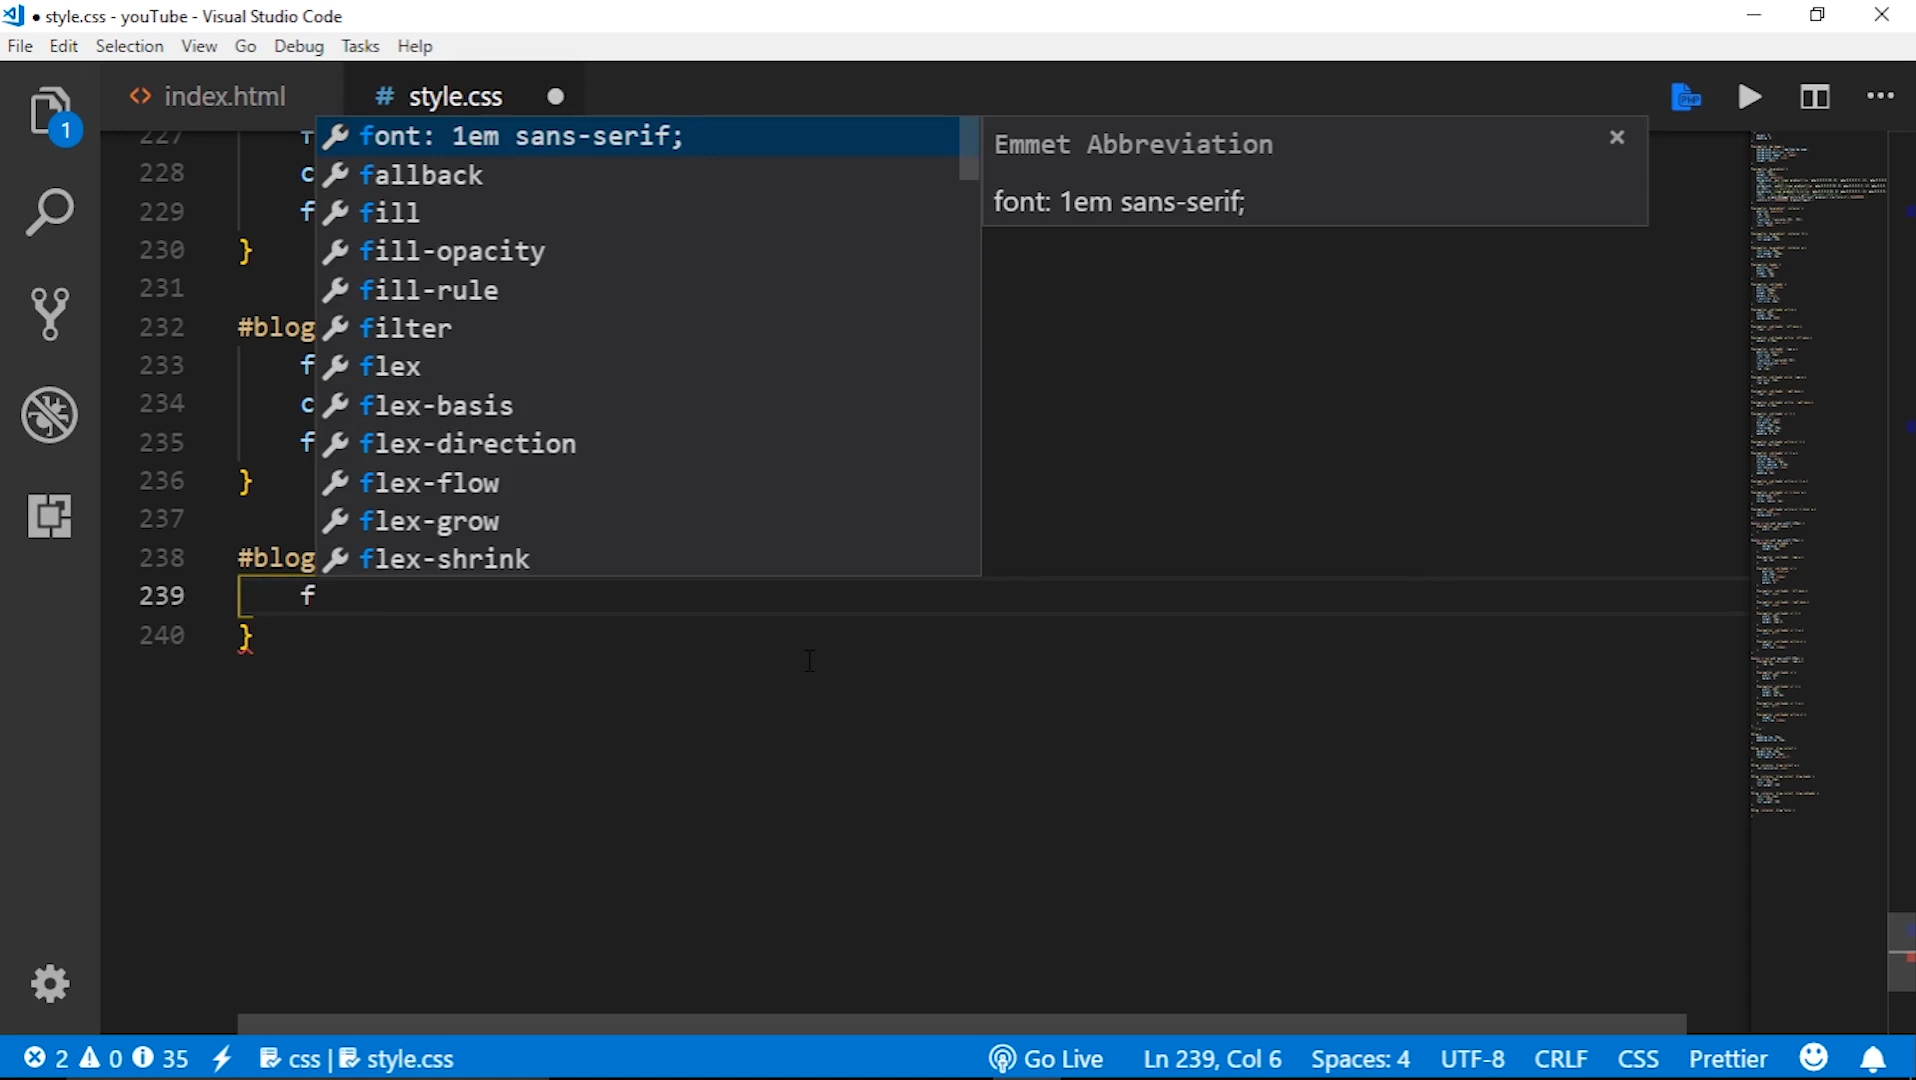 style.css - youTube - Visual Studio Code
File Edit Selection View Go Debug Tasks Help
index.html
# style.css
1
227 f
228 c
229 f
230 }
231
232 #blog
233 f
234 c
235 f
236 }
237
238 #blog
239 f
240 }
font: 1em sans-serif;
fallback
fill
fill-opacity
fill-rule
filter
flex
flex-basis
flex-direction
flex-flow
flex-grow
flex-shrink
Emmet Abbreviation
font: 1em sans-serif;
PHP
2 0 35 css | style.css Go Live Ln 239, Col 6 Spaces: 4 UTF-8 CRLF CSS Prettier